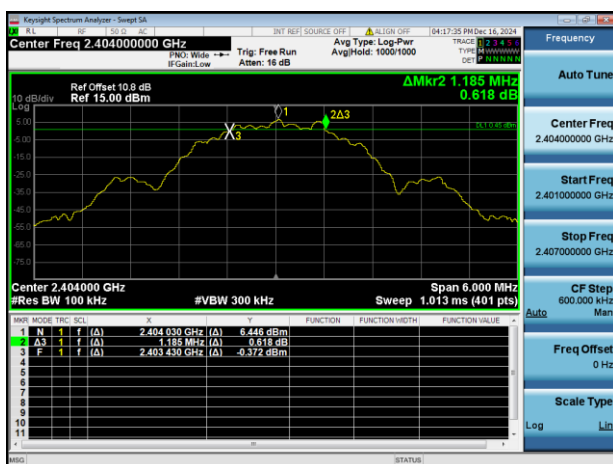 Keysight Spectrum Analyzer - Swept SA
LXI RL RF 50 Ω AC INT REF SOURCE OFF ALIGN OFF 04:17:35 PM Dec 16, 2024
Center Freq 2.404000000 GHz
PNO: Wide
IFGain:Low
Trig: Free Run
Atten: 16 dB
Avg Type: Log-Pwr
Avg|Hold: 1000/1000
TRACE 1 2 3 4 5 6
TYPE M W W W W W
DET P N N N N N
Ref Offset 10.8 dB
Ref 15.00 dBm
ΔMkr2 1.185 MHz
0.618 dB
10 dB/div
Log
5.00
-5.00
-15.0
-25.0
-35.0
-45.0
-55.0
-65.0
-75.0
1
2Δ3
3
DL1 0.45 dBm
Center 2.404000 GHz
Span 6.000 MHz
#Res BW 100 kHz
#VBW 300 kHz
Sweep 1.013 ms (401 pts)
MKR MODE TRC SCL X Y FUNCTION FUNCTION WIDTH FUNCTION VALUE
1 N 1 f (Δ) 2.404 030 GHz (Δ) 6.446 dBm
2 Δ3 1 f (Δ) 1.185 MHz (Δ) 0.618 dB
3 F 1 f (Δ) 2.403 430 GHz (Δ) -0.372 dBm
4
5
6
7
8
9
10
11
MSG
STATUS
Frequency
Auto Tune
Center Freq
2.404000000 GHz
Start Freq
2.401000000 GHz
Stop Freq
2.407000000 GHz
CF Step
600.000 kHz
Auto Man
Freq Offset
0 Hz
Scale Type
Log Lin